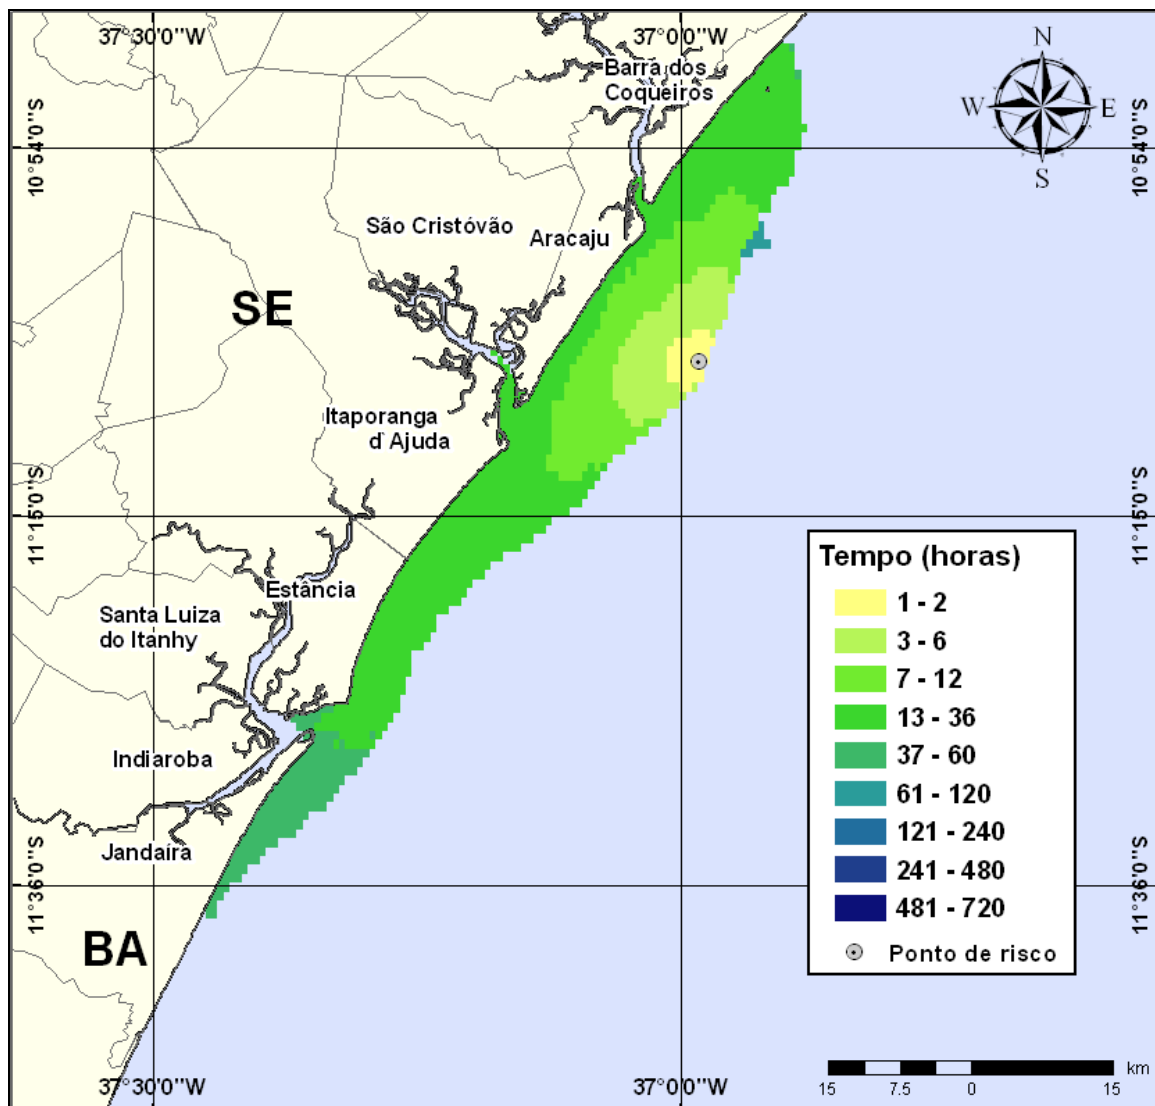 37°30'0"W
37°0'0"W
N
W
E
S
Barra dos
Coqueiros
10°54'0"S
10°54'0"S
São Cristóvão
Aracaju
SE
Itaporanga
d`Ajuda
11°15'0"S
11°15'0"S
Tempo (horas)
1 - 2
3 - 6
7 - 12
13 - 36
37 - 60
61 - 120
121 - 240
241 - 480
481 - 720
Ponto de risco
Estância
Santa Luiza
do Itanhy
Indiaroba
Jandaíra
11°36'0"S
11°36'0"S
BA
37°30'0"W
37°0'0"W
km
15 7.5 0 15